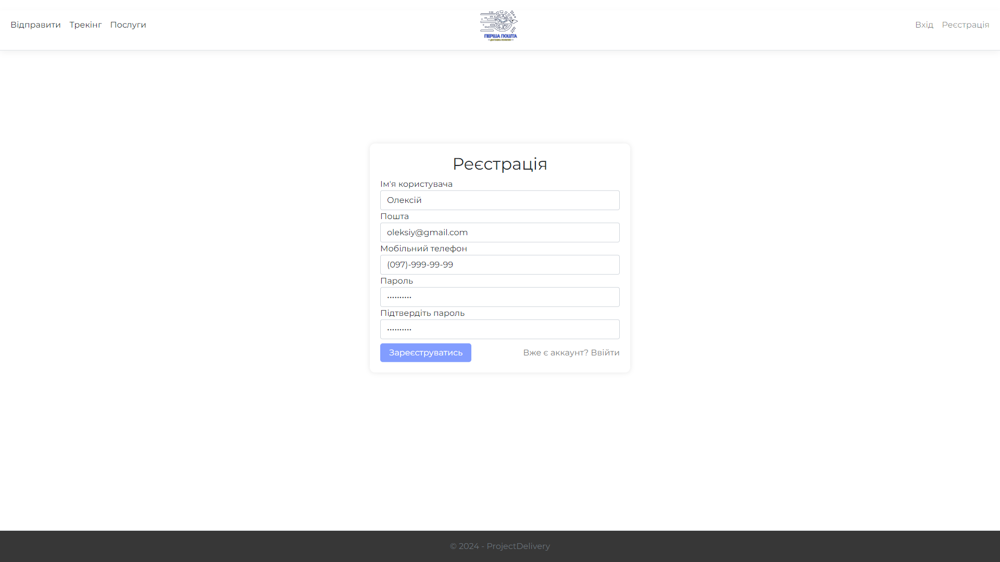 Відправити Трекінг Послуги
ПЕРША ПОШТА
Вхід Реєстрація
Реєстрація
Ім'я користувача
Олексій
Пошта
oleksiy@gmail.com
Мобільний телефон
(097)-999-99-99
Пароль
••••••••••
Підтвердіть пароль
••••••••••
Зареєструватись
Вже є аккаунт? Ввійти
© 2024 - ProjectDelivery